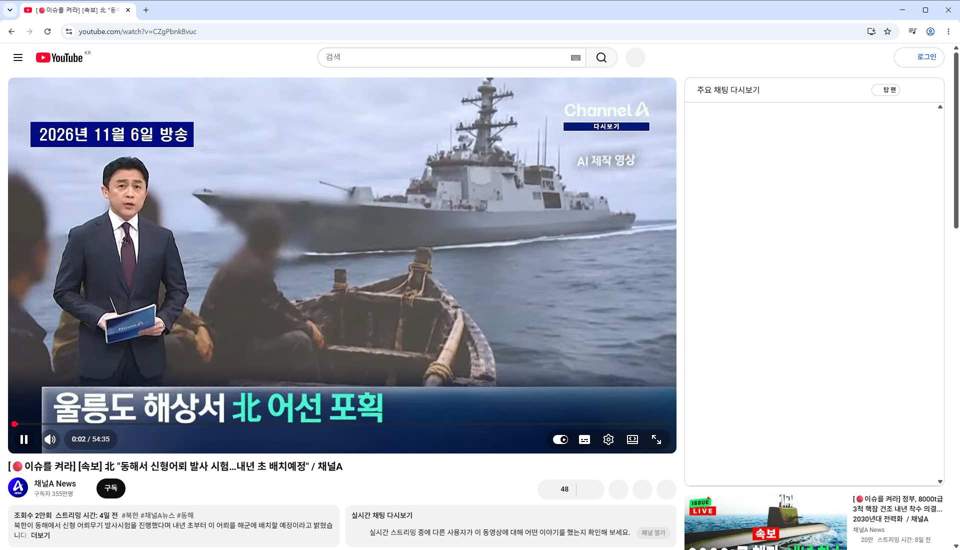 [🔴이슈를 켜라] [속보] 北 "동
youtube.com/watch?v=CZgPbnkBvuc
YouTube KR
검색
로그인
2026년 11월 6일 방송
Channel A
다시보기
AI 제작 영상
News A
울릉도 해상서 北 어선 포획
0:02 / 54:35
[🔴이슈를 켜라] [속보] 北 "동해서 신형어뢰 발사 시험...내년 초 배치예정" / 채널A
채널A News
구독자 355만명
구독
48
조회수 2만회 스트리밍 시간: 4일 전 #북한 #채널A뉴스 #동해
북한이 동해에서 신형 어뢰무기 발사시험을 진행했다며 내년 초부터 이 어뢰를 해군에 배치할 예정이라고 밝혔습
니다 더보기
실시간 채팅 다시보기
실시간 스트리밍 중에 다른 사용자가 이 동영상에 대해 어떤 이야기를 했는지 확인해 보세요.
패널 열기
주요 채팅 다시보기
ISSUE
LIVE
속보
[🔴이슈를 켜라] 정부, 8000t급
3척 핵잠 건조 내년 착수 의결...
2030년대 전력화 / 채널A
채널A News
20만 스트리밍 시간: 8일 전